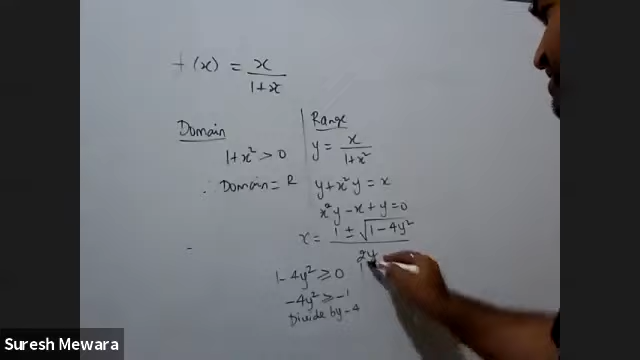 f(x) = x/(1+x)
Domain
1+x² > 0
∴ Domain = R
Range
y = x/(1+x²)
y+x²y = x
x²y-x+y=0
x = (1 ± √(1-4y²))/(2y)
1-4y² ≥ 0
-4y² ≥ -1
Divide by -4
Suresh Mewara